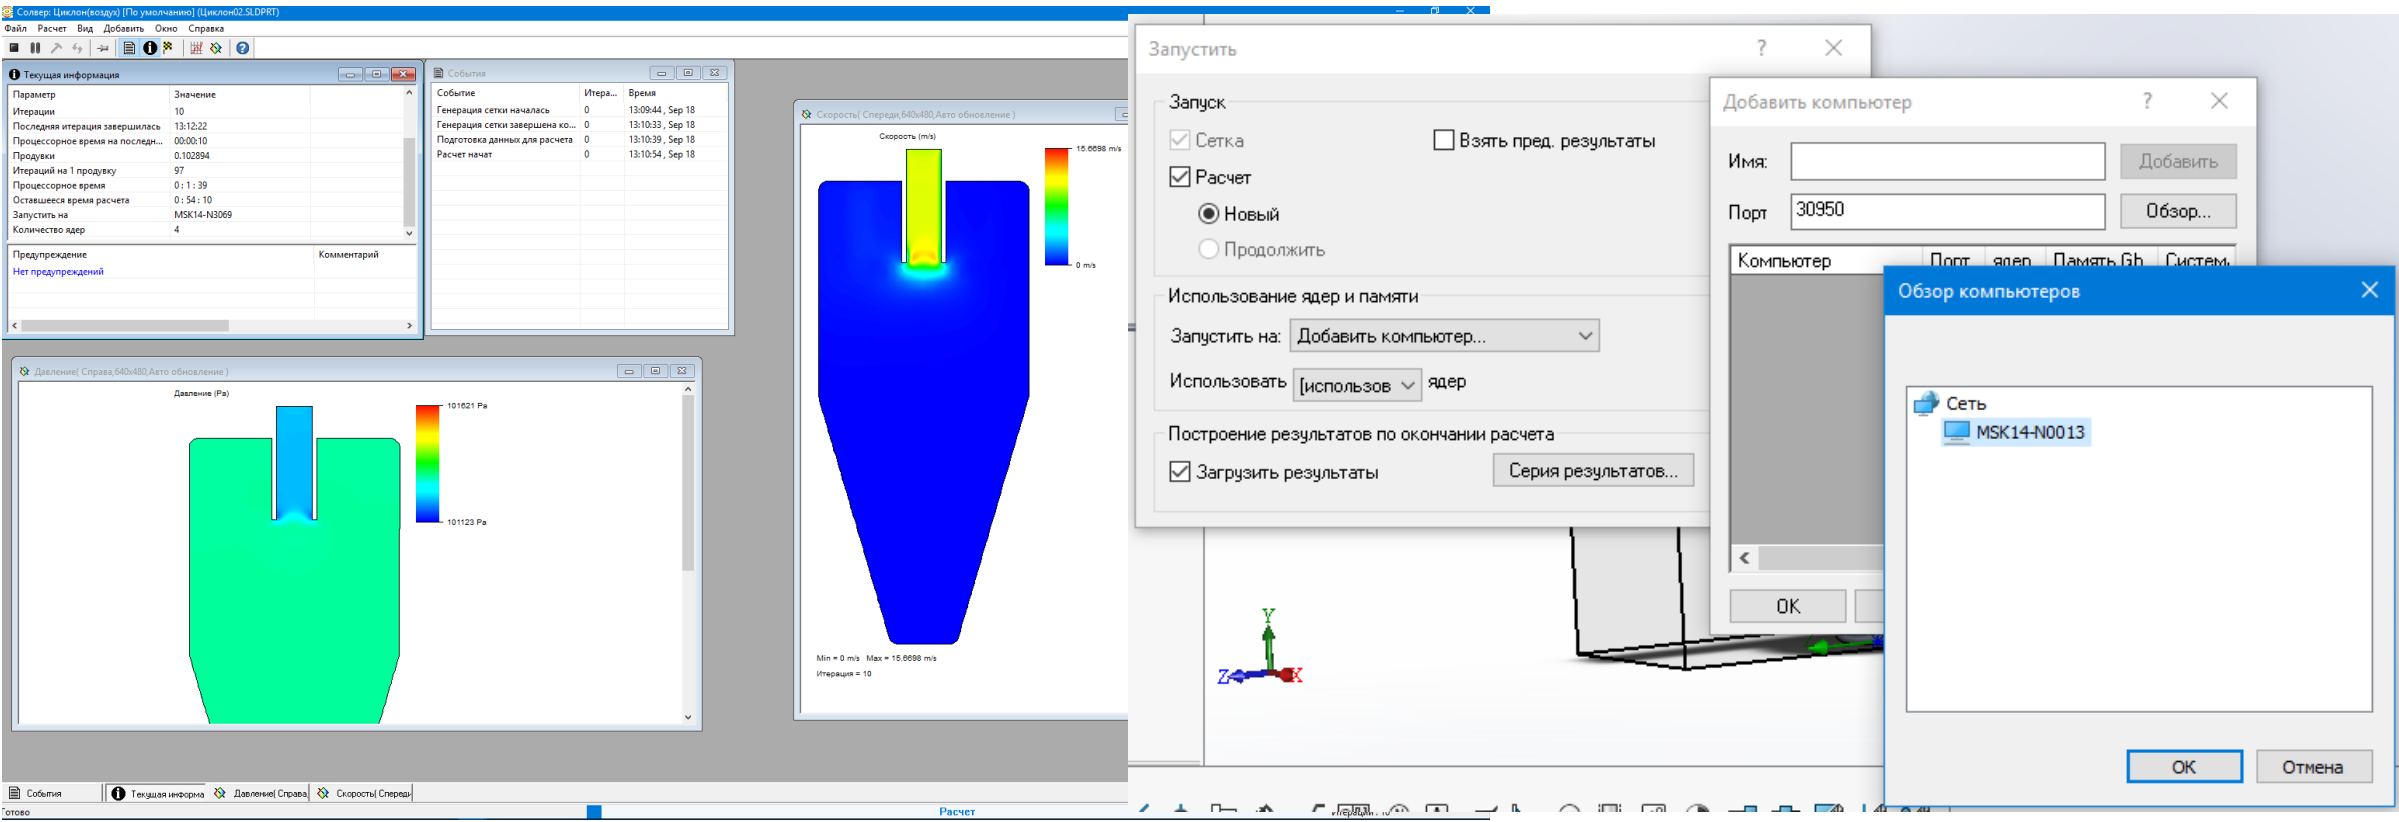 Солвер: Циклон(воздух) [По умолчанию] (Циклон02.SLDPRT)
Файл Расчет Вид Добавить Окно Справка
Текущая информация
Параметр Значение
Итерации 10
Последняя итерация завершилась 13:12:22
Процессорное время на последн... 00:00:10
Продувки 0.102894
Итераций на 1 продувку 97
Процессорное время 0 : 1 : 39
Оставшееся время расчета 0 : 54 : 10
Запустить на MSK14-N3069
Количество ядер 4
Предупреждение Комментарий
Нет предупреждений
События
Событие Итера... Время
Генерация сетки началась 0 13:09:44 , Sep 18
Генерация сетки завершена ко... 0 13:10:33 , Sep 18
Подготовка данных для расчета 0 13:10:39 , Sep 18
Расчет начат 0 13:10:54 , Sep 18
Скорость( Спереди,640x480,Авто обновление )
Скорость (m/s)
15.6698 m/s
0 m/s
Min = 0 m/s Max = 15.6698 m/s
Итерация = 10
Давление( Справа,640x480,Авто обновление )
Давление (Pa)
101621 Pa
101123 Pa
События Текущая информа Давление( Справа, Скорость( Спереди
Готово Расчет Итерации : 10
Запустить
Запуск
Сетка Взять пред. результаты
Расчет
Новый
Продолжить
Использование ядер и памяти
Запустить на: Добавить компьютер...
Использовать [использов ядер
Построение результатов по окончании расчета
Загрузить результаты Серия результатов...
Y
Z X
Добавить компьютер
Имя: Добавить
Порт 30950 Обзор...
Компьютер Порт ядер Память Gb Систем
OK
Обзор компьютеров
Сеть
MSK14-N0013
OK Отмена